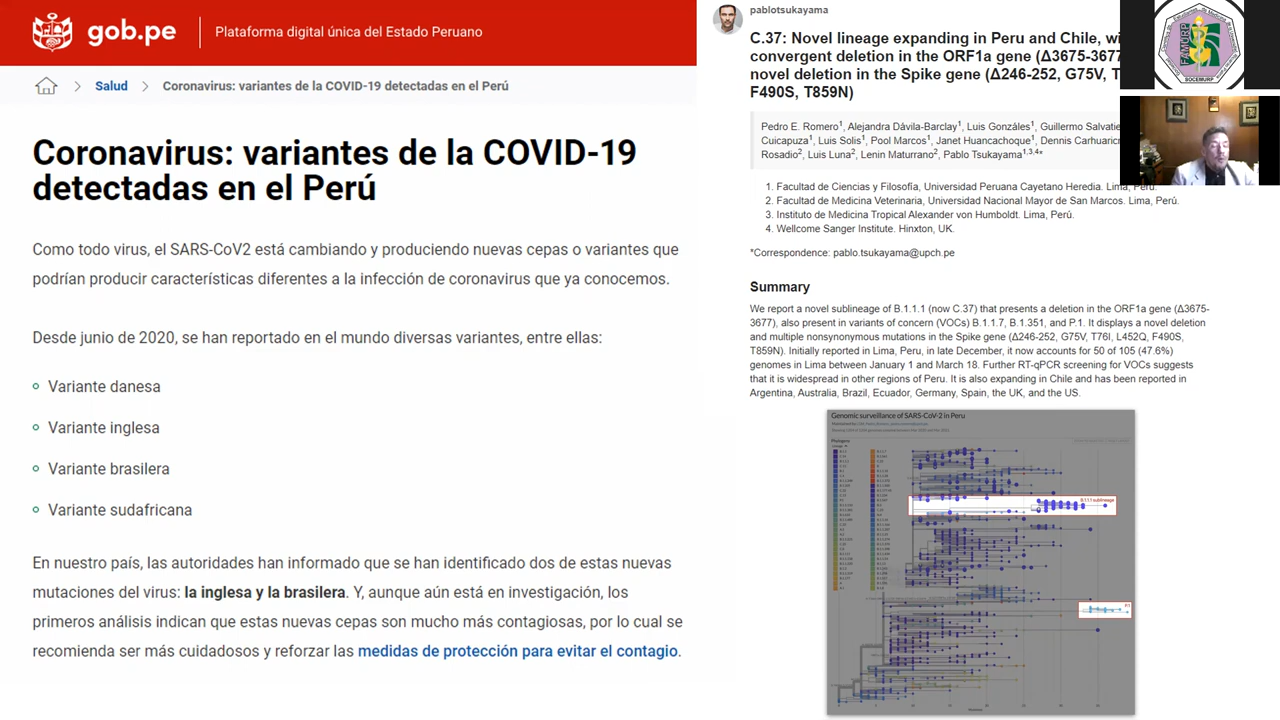 gob.pe
Plataforma digital única del Estado Peruano
Salud
Coronavirus: variantes de la COVID-19 detectadas en el Perú
Coronavirus: variantes de la COVID-19
detectadas en el Perú
Como todo virus, el SARS-CoV2 está cambiando y produciendo nuevas cepas o variantes que
podrían producir características diferentes a la infección de coronavirus que ya conocemos.
Desde junio de 2020, se han reportado en el mundo diversas variantes, entre ellas:
Variante danesa
Variante inglesa
Variante brasilera
Variante sudafricana
En nuestro país, las autoridades han informado que se han identificado dos de estas nuevas
mutaciones del virus: la inglesa y la brasilera. Y, aunque aún está en investigación, los
primeros análisis indican que estas nuevas cepas son mucho más contagiosas, por lo cual se
recomienda ser más cuidadosos y reforzar las medidas de protección para evitar el contagio.
pablotsukayama
C.37: Novel lineage expanding in Peru and Chile, wi
convergent deletion in the ORF1a gene (Δ3675-3677
novel deletion in the Spike gene (Δ246-252, G75V, T
F490S, T859N)
Pedro E. Romero1, Alejandra Dávila-Barclay1, Luis Gonzáles1, Guillermo Salvatie
Cuicapuza1, Luis Solis2, Pool Marcos1, Janet Huancachoque1, Dennis Carhuaricr
Rosadio2, Luis Luna2, Lenin Maturrano2, Pablo Tsukayama1,3,4*
1. Facultad de Ciencias y Filosofía, Universidad Peruana Cayetano Heredia. Lima, Perú.
2. Facultad de Medicina Veterinaria, Universidad Nacional Mayor de San Marcos. Lima, Perú.
3. Instituto de Medicina Tropical Alexander von Humboldt. Lima, Perú.
4. Wellcome Sanger Institute. Hinxton, UK.
*Correspondence: pablo.tsukayama@upch.pe
Summary
We report a novel sublineage of B.1.1.1 (now C.37) that presents a deletion in the ORF1a gene (Δ3675-
3677), also present in variants of concern (VOCs) B.1.1.7, B.1.351, and P.1. It displays a novel deletion
and multiple nonsynonymous mutations in the Spike gene (Δ246-252, G75V, T76I, L452Q, F490S,
T859N). Initially reported in Lima, Peru, in late December, it now accounts for 50 of 105 (47.6%)
genomes in Lima between January 1 and March 18. Further RT-qPCR screening for VOCs suggests
that it is widespread in other regions of Peru. It is also expanding in Chile and has been reported in
Argentina, Australia, Brazil, Ecuador, Germany, Spain, the UK, and the US.
Genomic surveillance of SARS-CoV-2 in Peru
Phylogeny
B.1.1.1 sublineage
P.1
FAMURP
SOCEMURP